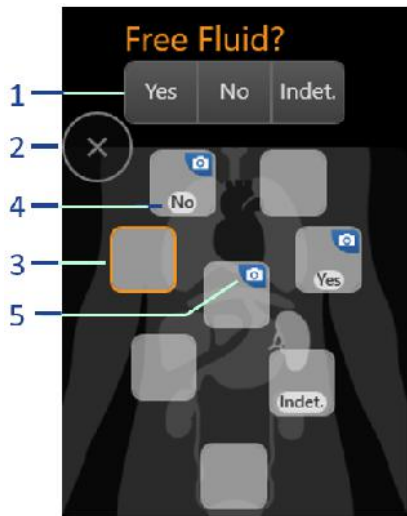 Free Fluid?
1
Yes No Indet.
2
4
No
3
Yes
5
Indet.